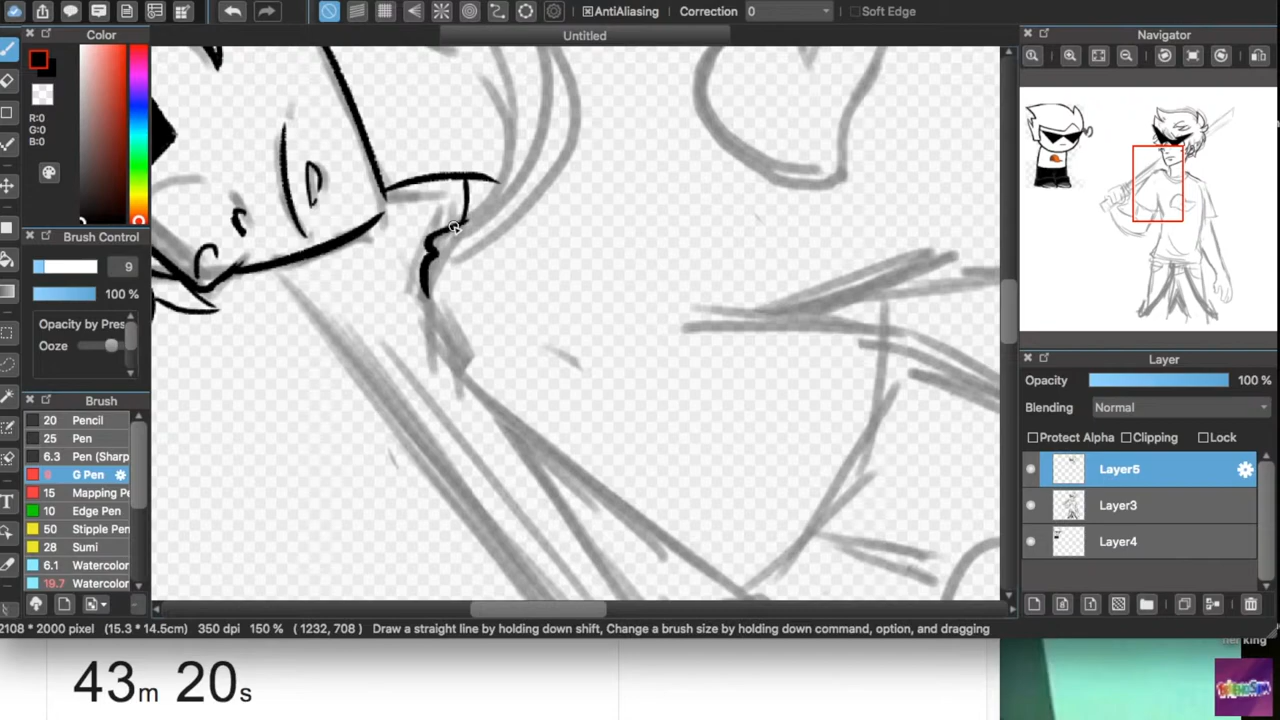 AntiAliasing Correction 0 Soft Edge
Color
Untitled
Navigator
R:0
G:0
B:0
Brush Control
9
100 %
Opacity by Pres
Ooze
Brush
20 Pencil
25 Pen
6.3 Pen (Sharp
9 G Pen
15 Mapping Pe
10 Edge Pen
50 Stipple Pen
28 Sumi
6.1 Watercolor
19.7 Watercolor
Layer
Opacity 100 %
Blending Normal
Protect Alpha Clipping Lock
Layer5
Layer3
Layer4
2108 * 2000 pixel (15.3 * 14.5cm) 350 dpi 150 % ( 1232, 708 ) Draw a straight line by holding down shift, Change a brush size by holding down command, option, and dragging
43m 20s